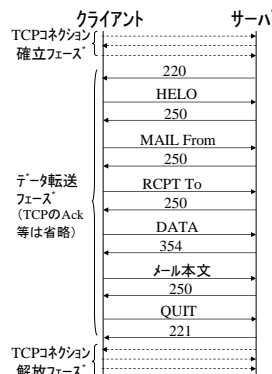 クライアント
サーバ
TCPコネクション
確立フェーズ
220
HELO
250
MAIL From
250
データ転送
フェーズ
(TCPのAck
等は省略)
RCPT To
250
DATA
354
メール本文
250
QUIT
221
TCPコネクション
解放フェーズ